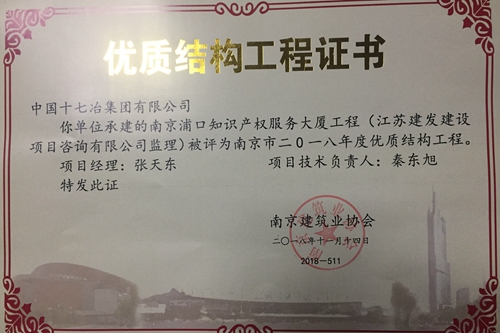 优质结构工程证书
中国十七冶集团有限公司
你单位承建的南京浦口知识产权服务大厦工程（江苏建发建设
项目咨询有限公司监理）被评为南京市二0一八年度优质结构工程。
项目经理：张天东 项目技术负责人：秦东旭
特发此证
南京建筑业协会
二〇一八年十一月十四日
2018-511